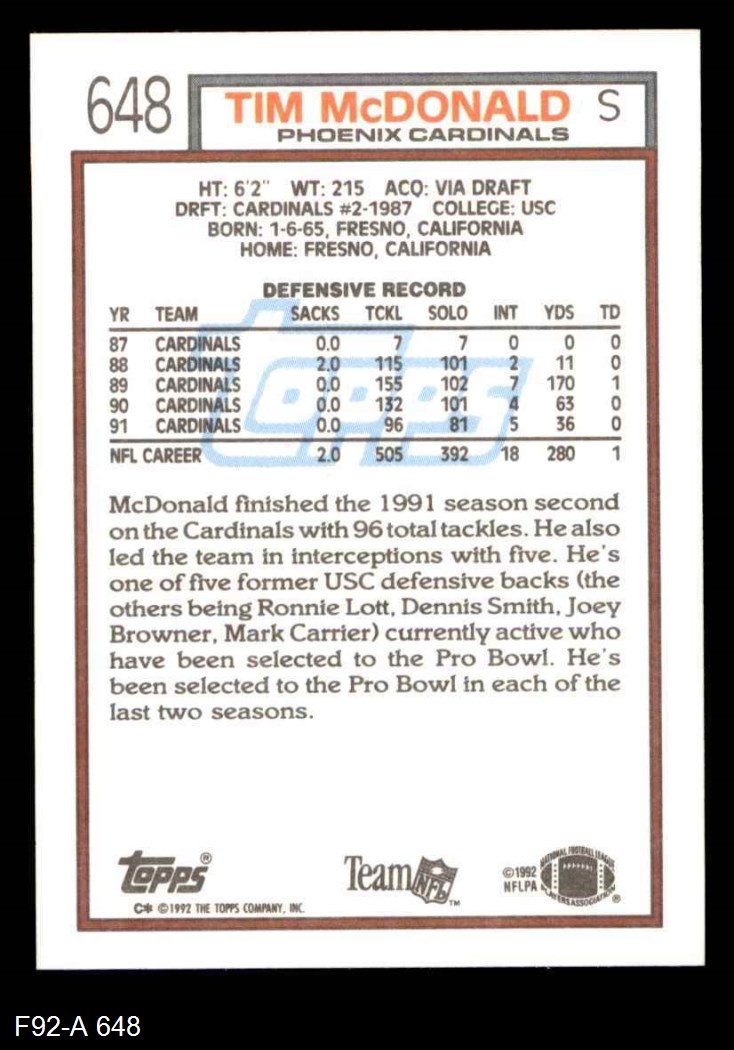 648
TIM McDONALD S
PHOENIX CARDINALS
HT: 6'2" WT: 215 ACQ: VIA DRAFT
DRFT: CARDINALS #2-1987 COLLEGE: USC
BORN: 1-6-65, FRESNO, CALIFORNIA
HOME: FRESNO, CALIFORNIA
DEFENSIVE RECORD
YR TEAM SACKS TCKL SOLO INT YDS TD
87 CARDINALS 0.0 7 7 0 0 0
88 CARDINALS 2.0 115 101 2 11 0
89 CARDINALS 0.0 155 102 7 170 1
90 CARDINALS 0.0 132 101 4 63 0
91 CARDINALS 0.0 96 81 5 36 0
NFL CAREER 2.0 505 392 18 280 1
Topps
McDonald finished the 1991 season second
on the Cardinals with 96 total tackles. He also
led the team in interceptions with five. He's
one of five former USC defensive backs (the
others being Ronnie Lott, Dennis Smith, Joey
Browner, Mark Carrier) currently active who
have been selected to the Pro Bowl. He's
been selected to the Pro Bowl in each of the
last two seasons.
Topps®
C* ©1992 THE TOPPS COMPANY, INC.
Team NFL™
©1992
NFLPA
NATIONAL FOOTBALL LEAGUE
PLAYERS ASSOCIATION®
F92-A 648